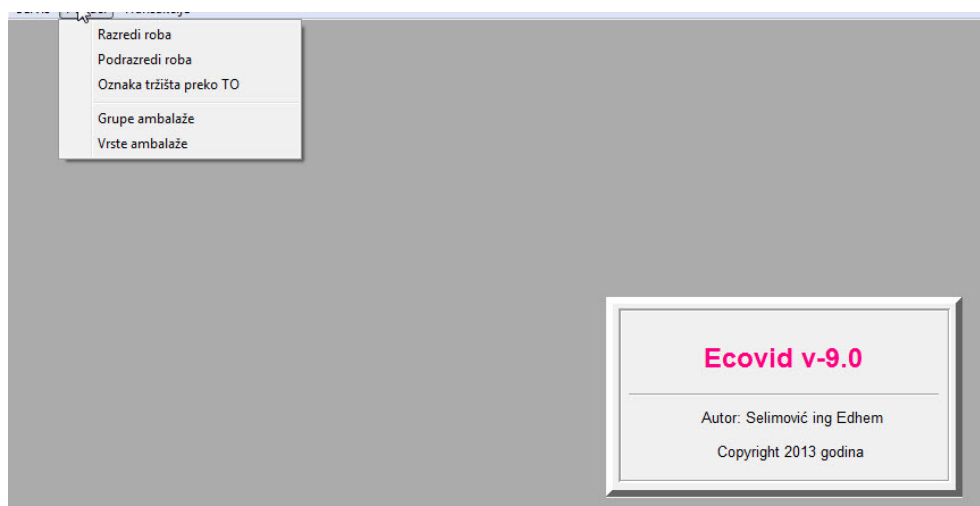 Razredi roba
Podrazredi roba
Oznaka tržišta preko TO
Grupe ambalaže
Vrste ambalaže
Ecovid v-9.0
Autor: Selimović ing Edhem
Copyright 2013 godina